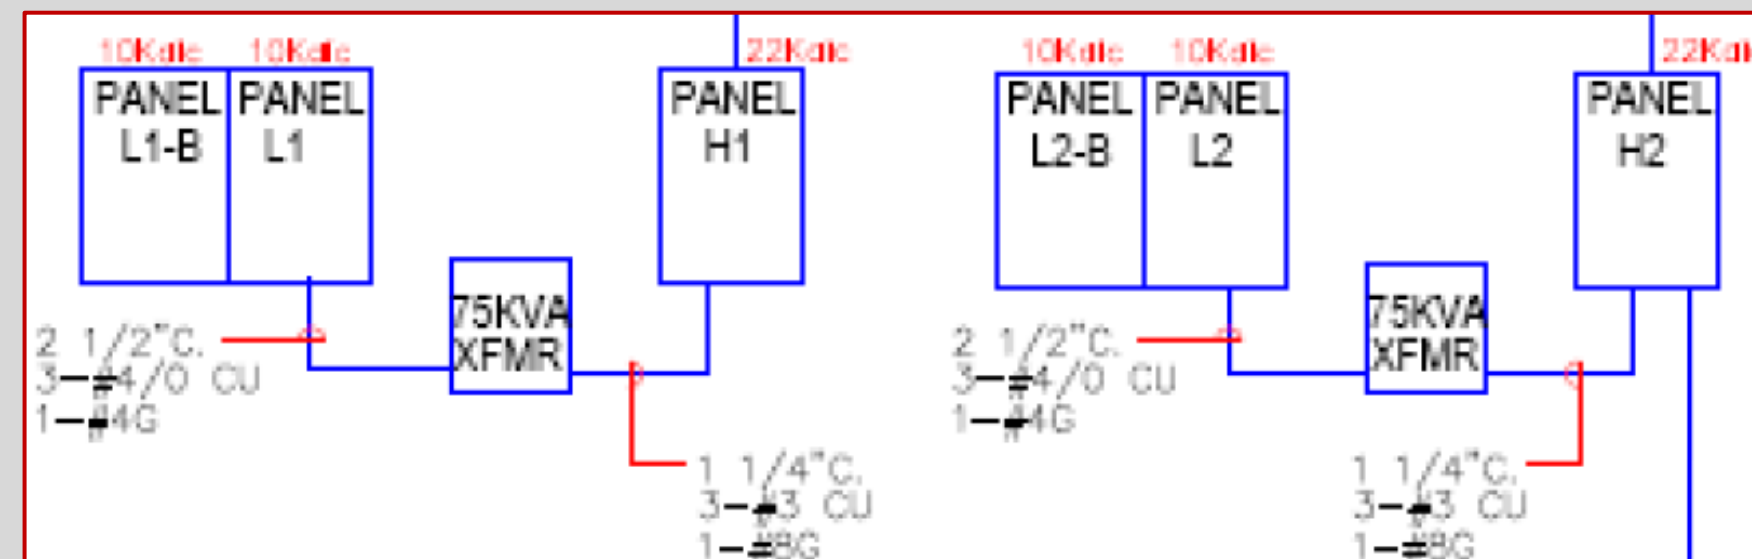 10Kaic
10Kaic
22Kaic
PANEL
L1-B
PANEL
L1
PANEL
H1
75KVA
XFMR
2 1/2"C.
3-#4/0 CU
1-#4G
1 1/4"C.
3-#3 CU
1-#8G
10Kaic
10Kaic
22Kai
PANEL
L2-B
PANEL
L2
PANEL
H2
75KVA
XFMR
2 1/2"C.
3-#4/0 CU
1-#4G
1 1/4"C.
3-#3 CU
1-#8G